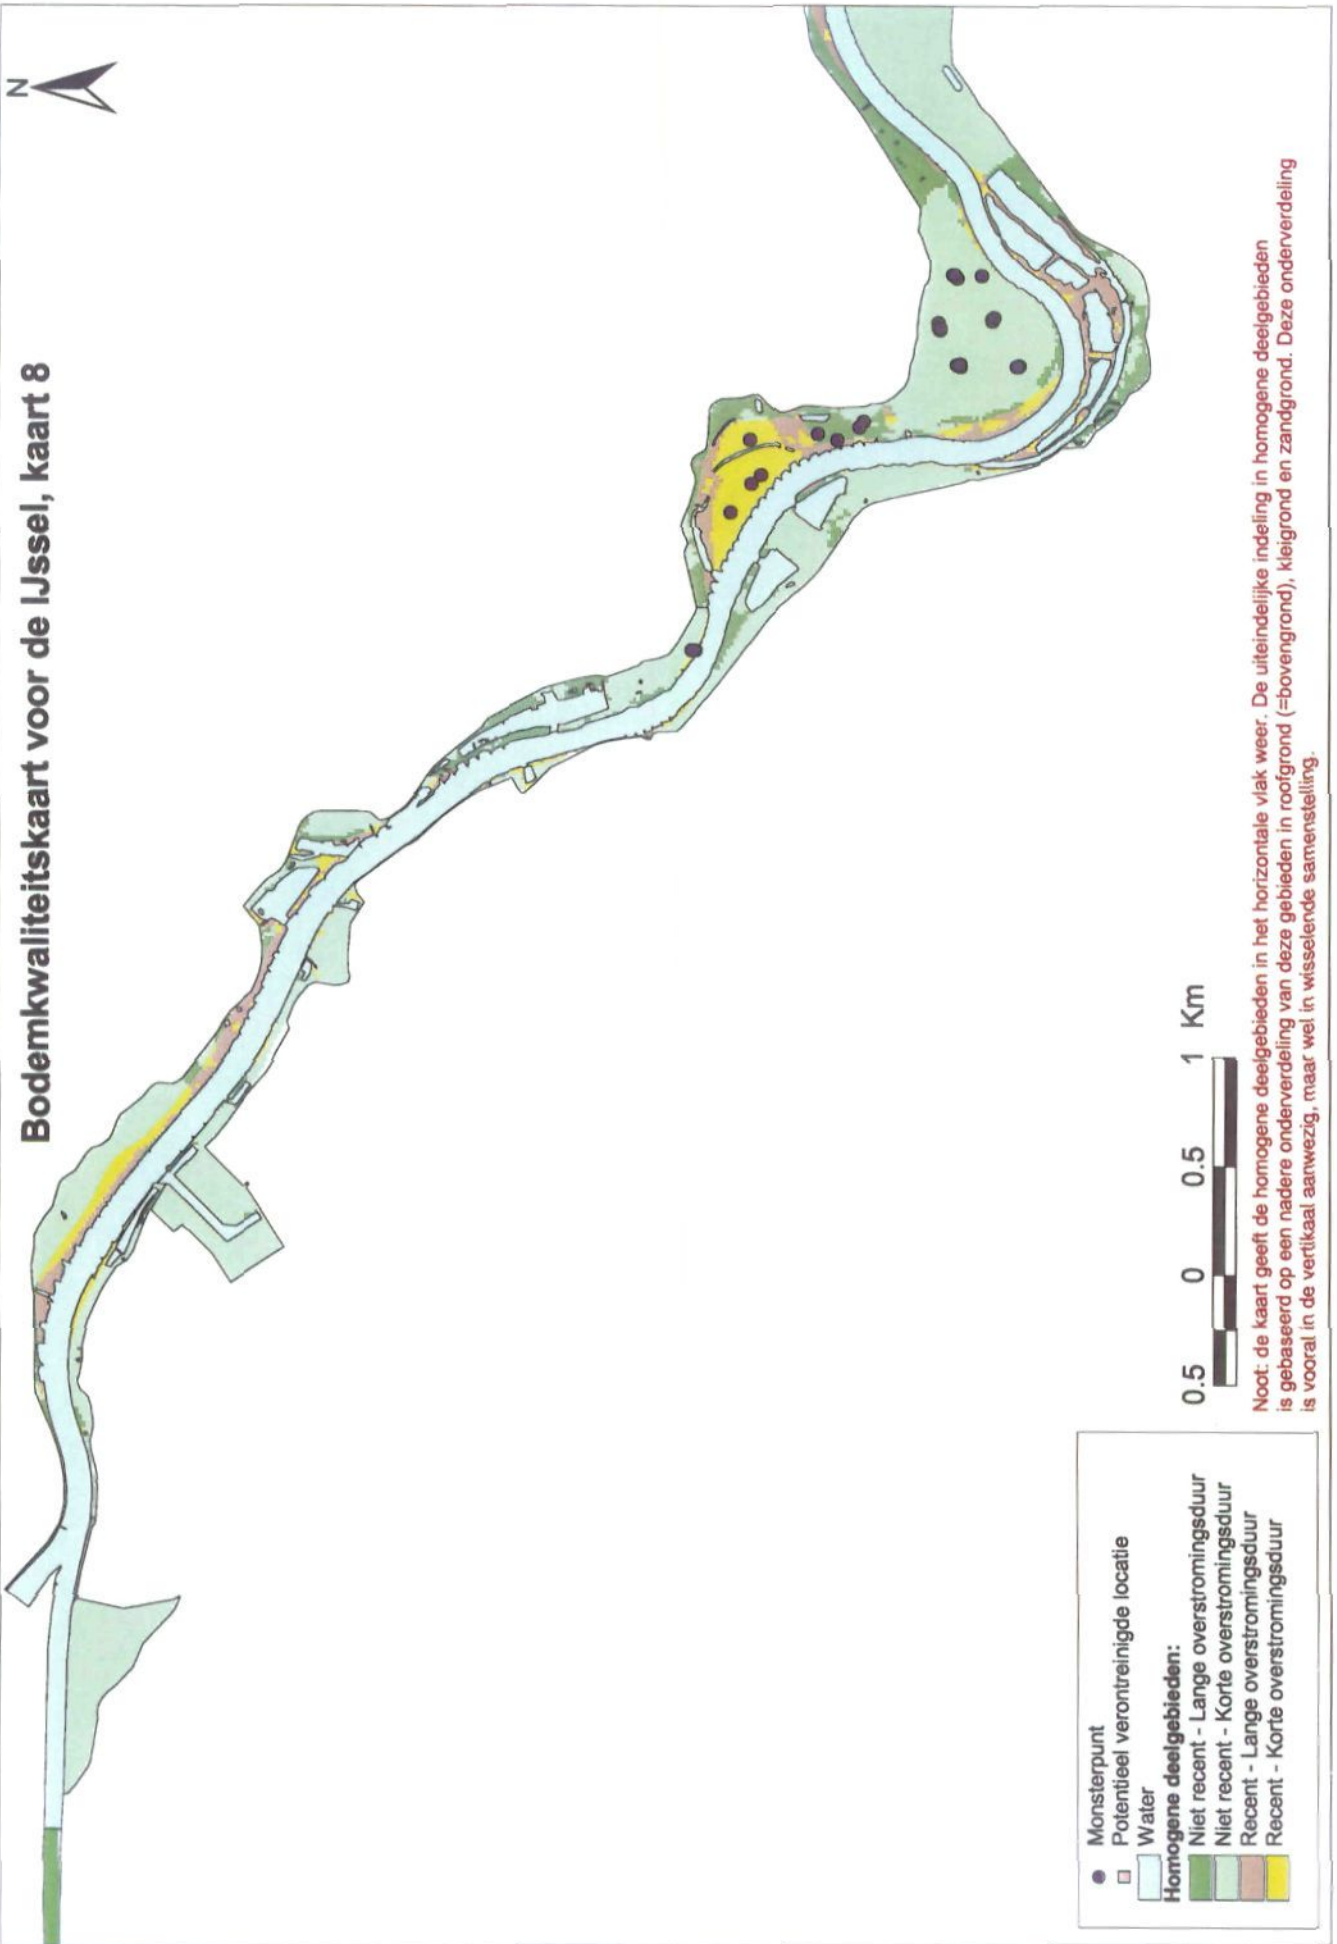 Bodemkwaliteitskaart voor de IJssel, kaart 8
N
Monsterpunt
Potentieel verontreinigde locatie
Water
Homogene deelgebieden:
Niet recent - Lange overstromingsduur
Niet recent - Korte overstromingsduur
Recent - Lange overstromingsduur
Recent - Korte overstromingsduur
0.5 0 0.5 1 Km
Noot: de kaart geeft de homogene deelgebieden in het horizontale vlak weer. De uiteindelijke indeling in homogene deelgebieden
is gebaseerd op een nadere onderverdeling van deze gebieden in roofgrond (=bovengrond), kleigrond en zandgrond. Deze onderverdeling
is vooral in de vertikaal aanwezig, maar wel in wisselende samenstelling.